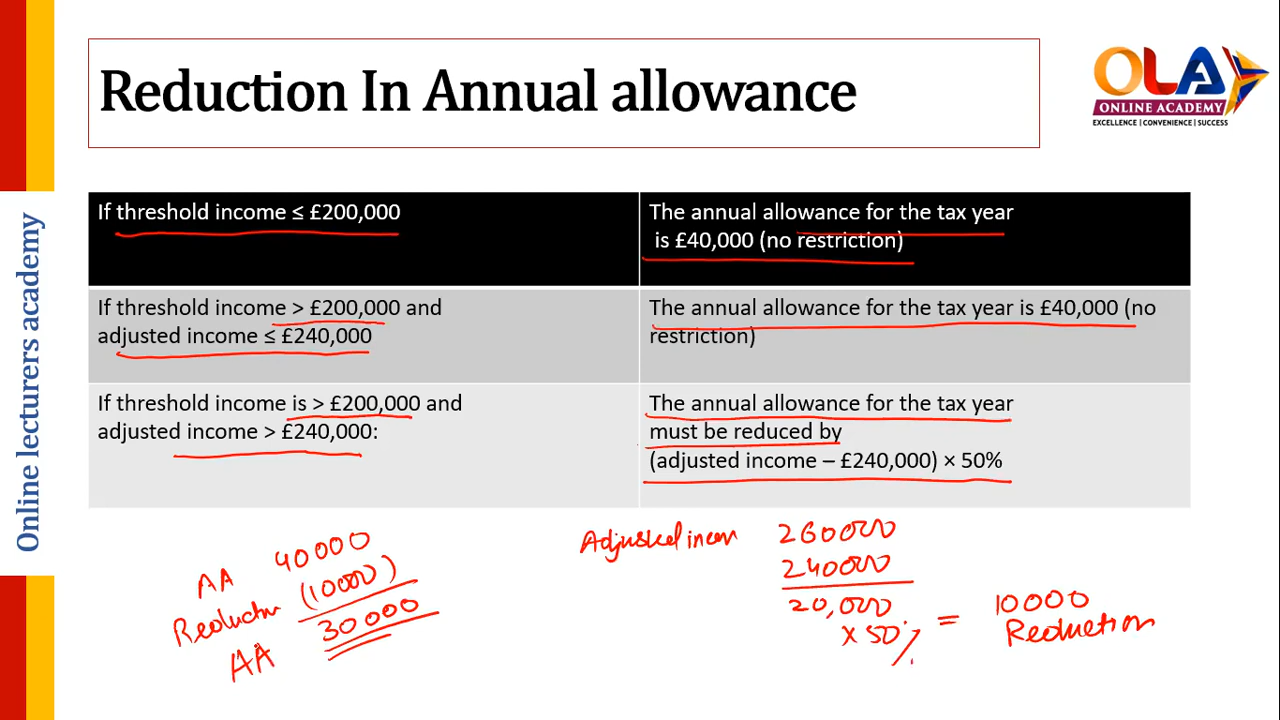 Reduction In Annual allowance
OLA
ONLINE ACADEMY
EXCELLENCE | CONVENIENCE | SUCCESS
Online lecturers academy
If threshold income ≤ £200,000
The annual allowance for the tax year
is £40,000 (no restriction)
If threshold income > £200,000 and
adjusted income ≤ £240,000
The annual allowance for the tax year is £40,000 (no
restriction)
If threshold income is > £200,000 and
adjusted income > £240,000:
The annual allowance for the tax year
must be reduced by
(adjusted income – £240,000) × 50%
AA 40000
Reduction (10000)
AA 30000
Adjusted 260000
240000
20,000
x 50% = 10000
Reduction